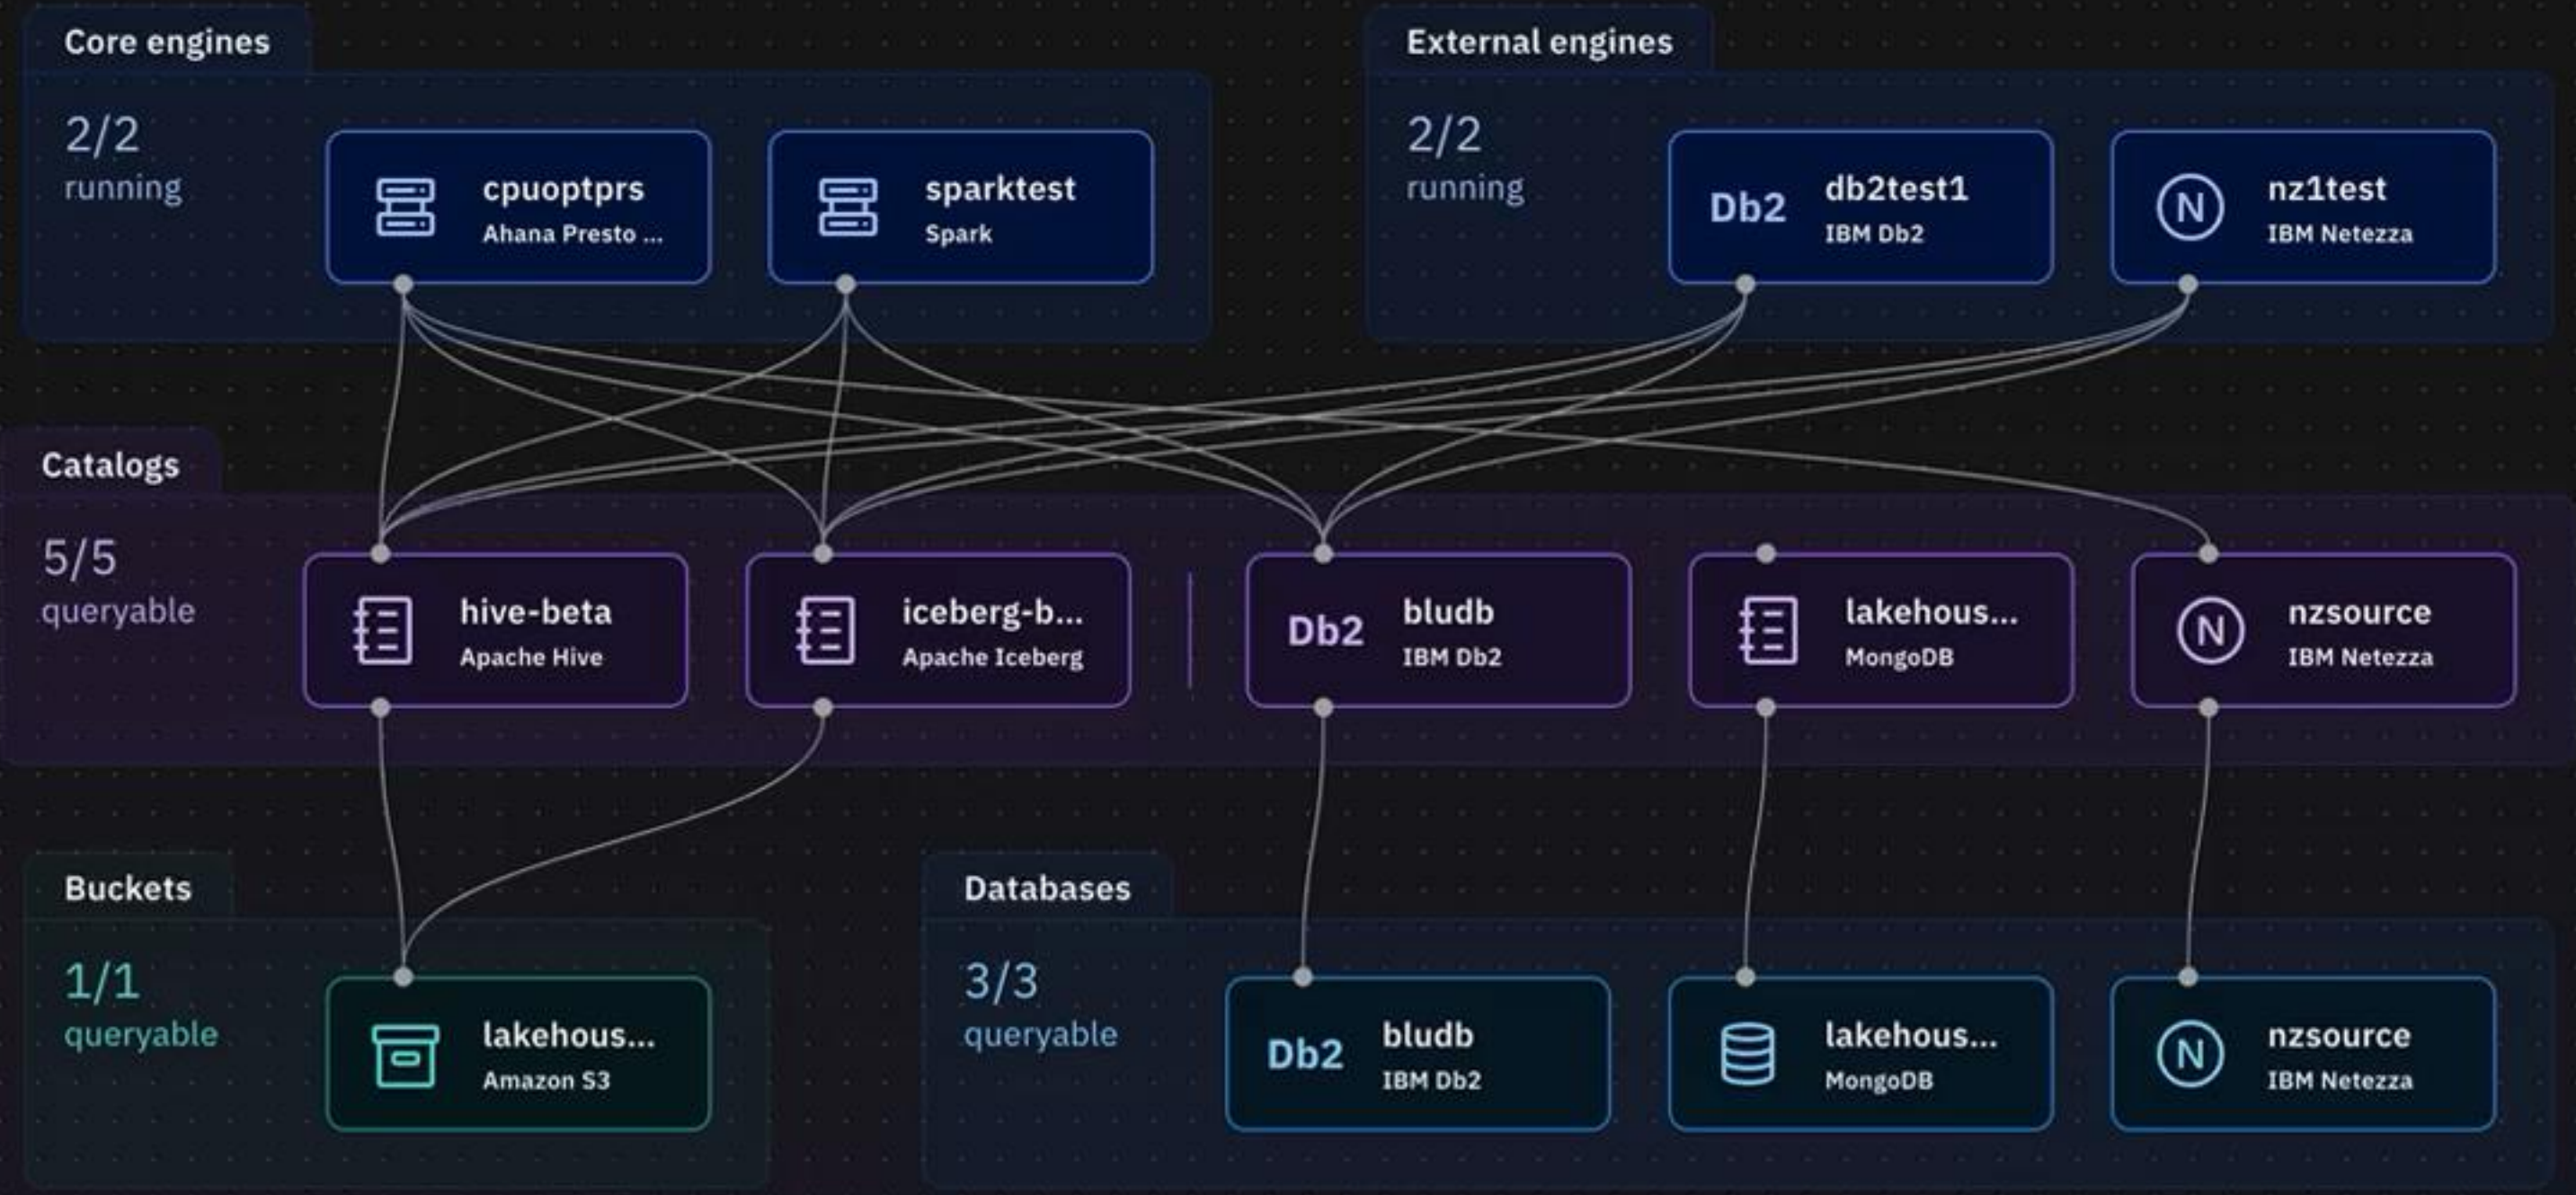 Core engines
2/2
running
cpuoptprs
Ahana Presto ...
sparktest
Spark
External engines
2/2
running
Db2
db2test1
IBM Db2
N
nz1test
IBM Netezza
Catalogs
5/5
queryable
hive-beta
Apache Hive
iceberg-b...
Apache Iceberg
Db2
bludb
IBM Db2
lakehous...
MongoDB
N
nzsource
IBM Netezza
Buckets
1/1
queryable
lakehous...
Amazon S3
Databases
3/3
queryable
Db2
bludb
IBM Db2
lakehous...
MongoDB
N
nzsource
IBM Netezza